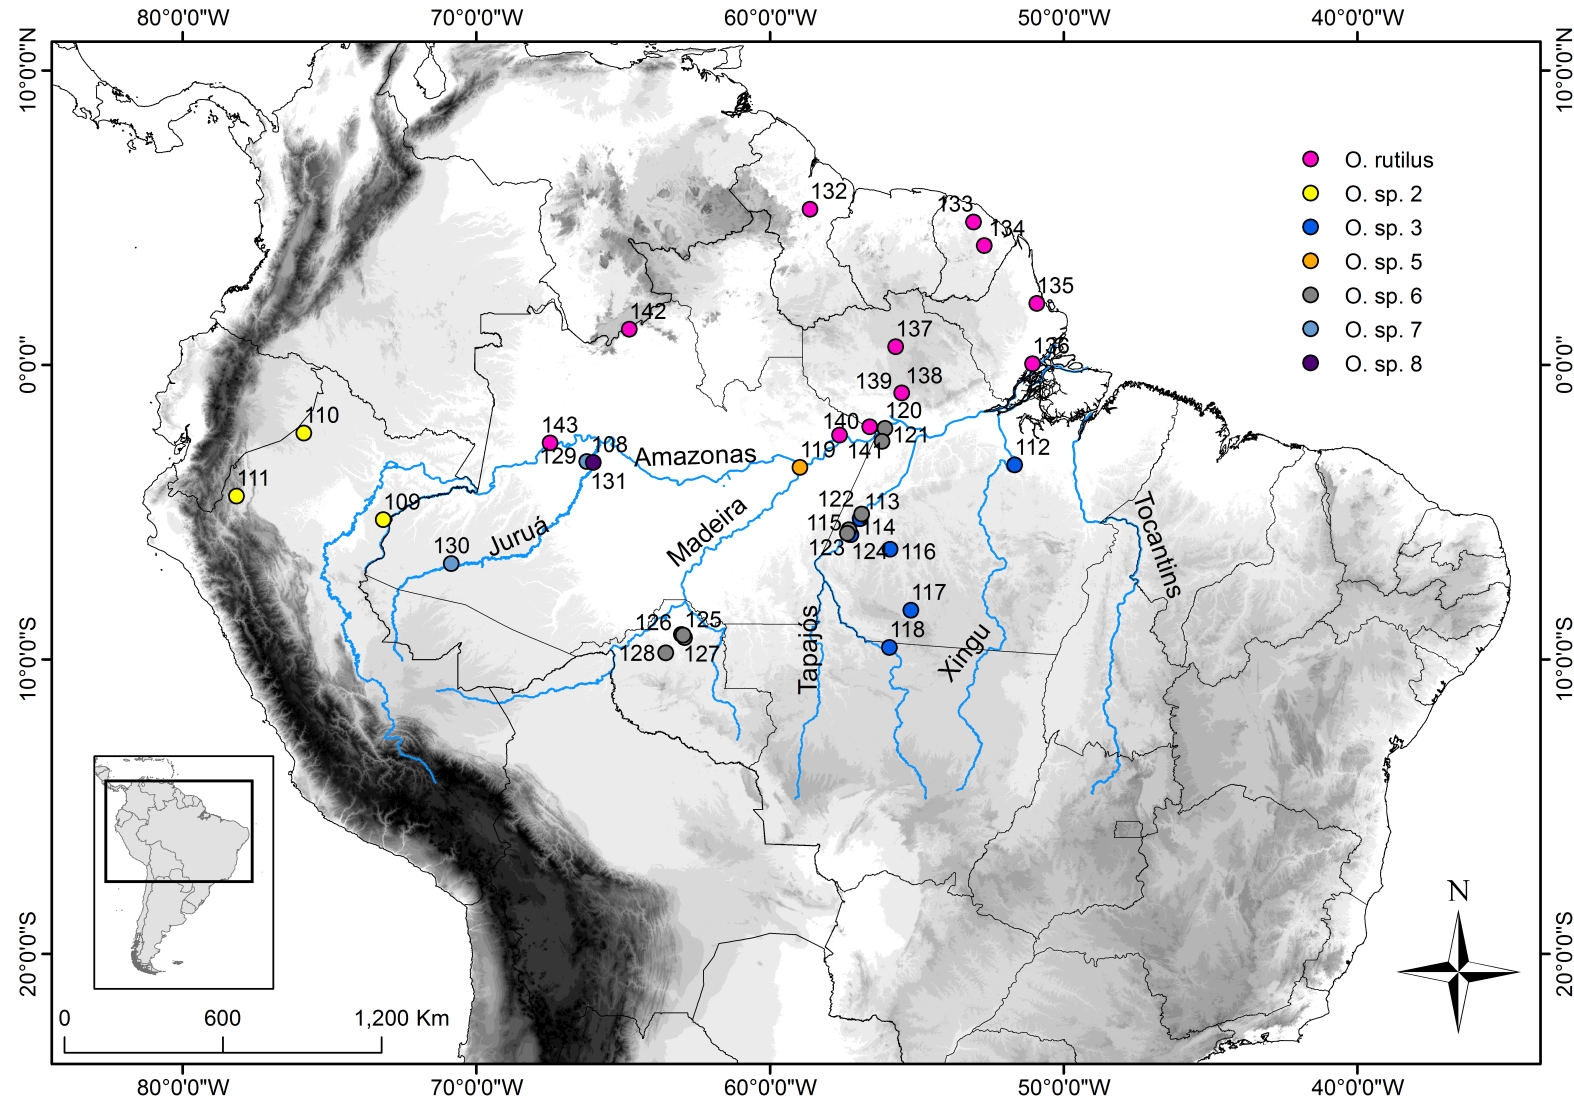 80°0'0"W
70°0'0"W
60°0'0"W
50°0'0"W
40°0'0"W
10°0'0"N
10°0'0"N
0°0'0"
0°0'0"
10°0'0"S
10°0'0"S
20°0'0"S
20°0'0"S
O. rutilus
O. sp. 2
O. sp. 3
O. sp. 5
O. sp. 6
O. sp. 7
O. sp. 8
132
133
134
135
142
137
136
139
138
110
140
120
143
108
119
141
121
112
129
Amazonas
111
131
109
122
113
Madeira
Tocantins
Juruá
115
114
130
123
124
116
117
126
125
118
128
127
Tapajós
Xingu
N
0
600
1,200 Km
80°0'0"W
70°0'0"W
60°0'0"W
50°0'0"W
40°0'0"W